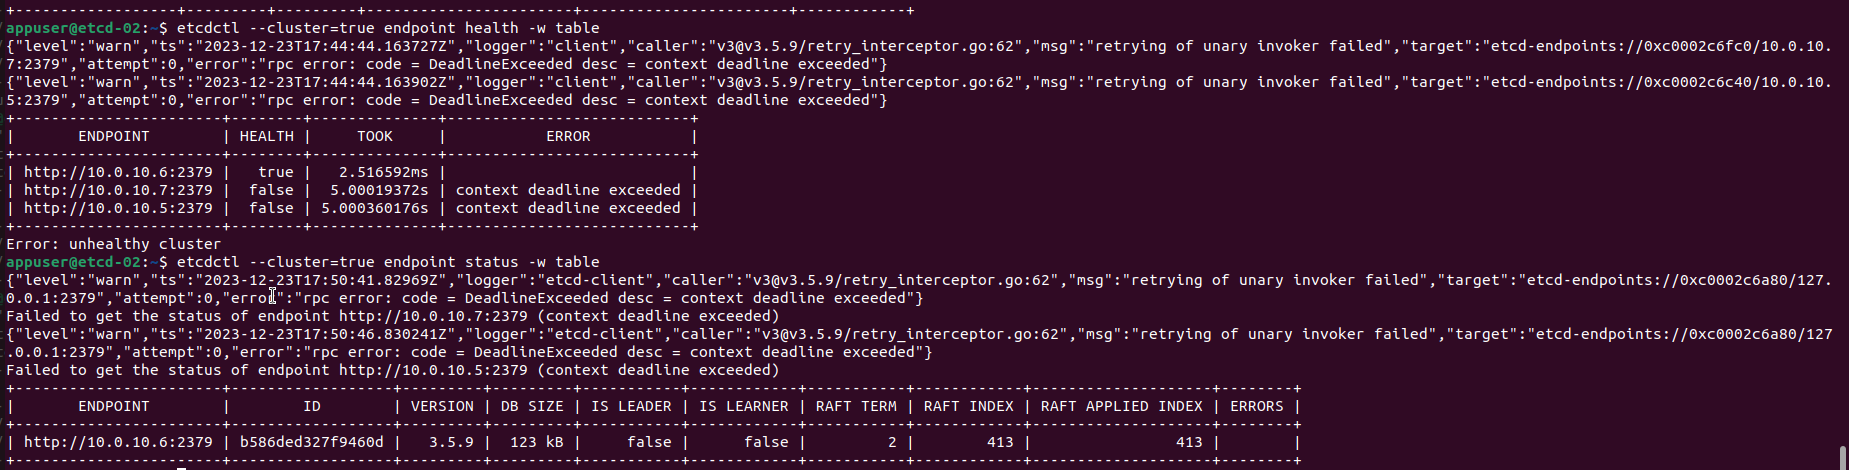 +-------------------+---------+---------+-----------------------+-----------------------+------------+
appuser@etcd-02:~$ etcdctl --cluster=true endpoint health -w table
{"level":"warn","ts":"2023-12-23T17:44:44.163727Z","logger":"client","caller":"v3@v3.5.9/retry_interceptor.go:62","msg":"retrying of unary invoker failed","target":"etcd-endpoints://0xc0002c6fc0/10.0.10.
7:2379","attempt":0,"error":"rpc error: code = DeadlineExceeded desc = context deadline exceeded"}
{"level":"warn","ts":"2023-12-23T17:44:44.163902Z","logger":"client","caller":"v3@v3.5.9/retry_interceptor.go:62","msg":"retrying of unary invoker failed","target":"etcd-endpoints://0xc0002c6c40/10.0.10.
5:2379","attempt":0,"error":"rpc error: code = DeadlineExceeded desc = context deadline exceeded"}
+-----------------------+--------+--------------+---------------------------+
|       ENDPOINT        | HEALTH |     TOOK     |           ERROR           |
+-----------------------+--------+--------------+---------------------------+
| http://10.0.10.6:2379 |   true |   2.516592ms |                           |
| http://10.0.10.7:2379 |  false |  5.00019372s | context deadline exceeded |
| http://10.0.10.5:2379 |  false | 5.000360176s | context deadline exceeded |
+-----------------------+--------+--------------+---------------------------+
Error: unhealthy cluster
appuser@etcd-02:~$ etcdctl --cluster=true endpoint status -w table
{"level":"warn","ts":"2023-12-23T17:50:41.82969Z","logger":"etcd-client","caller":"v3@v3.5.9/retry_interceptor.go:62","msg":"retrying of unary invoker failed","target":"etcd-endpoints://0xc0002c6a80/127.
0.0.1:2379","attempt":0,"error":"rpc error: code = DeadlineExceeded desc = context deadline exceeded"}
Failed to get the status of endpoint http://10.0.10.7:2379 (context deadline exceeded)
{"level":"warn","ts":"2023-12-23T17:50:46.830241Z","logger":"etcd-client","caller":"v3@v3.5.9/retry_interceptor.go:62","msg":"retrying of unary invoker failed","target":"etcd-endpoints://0xc0002c6a80/127
.0.0.1:2379","attempt":0,"error":"rpc error: code = DeadlineExceeded desc = context deadline exceeded"}
Failed to get the status of endpoint http://10.0.10.5:2379 (context deadline exceeded)
+-----------------------+------------------+---------+---------+-----------+------------+-----------+------------+--------------------+--------+
|       ENDPOINT        |        ID        | VERSION | DB SIZE | IS LEADER | IS LEARNER | RAFT TERM | RAFT INDEX | RAFT APPLIED INDEX | ERRORS |
+-----------------------+------------------+---------+---------+-----------+------------+-----------+------------+--------------------+--------+
| http://10.0.10.6:2379 | b586ded327f9460d |   3.5.9 |  123 kB |     false |      false |         2 |        413 |                413 |        |
+-----------------------+------------------+---------+---------+-----------+------------+-----------+------------+--------------------+--------+